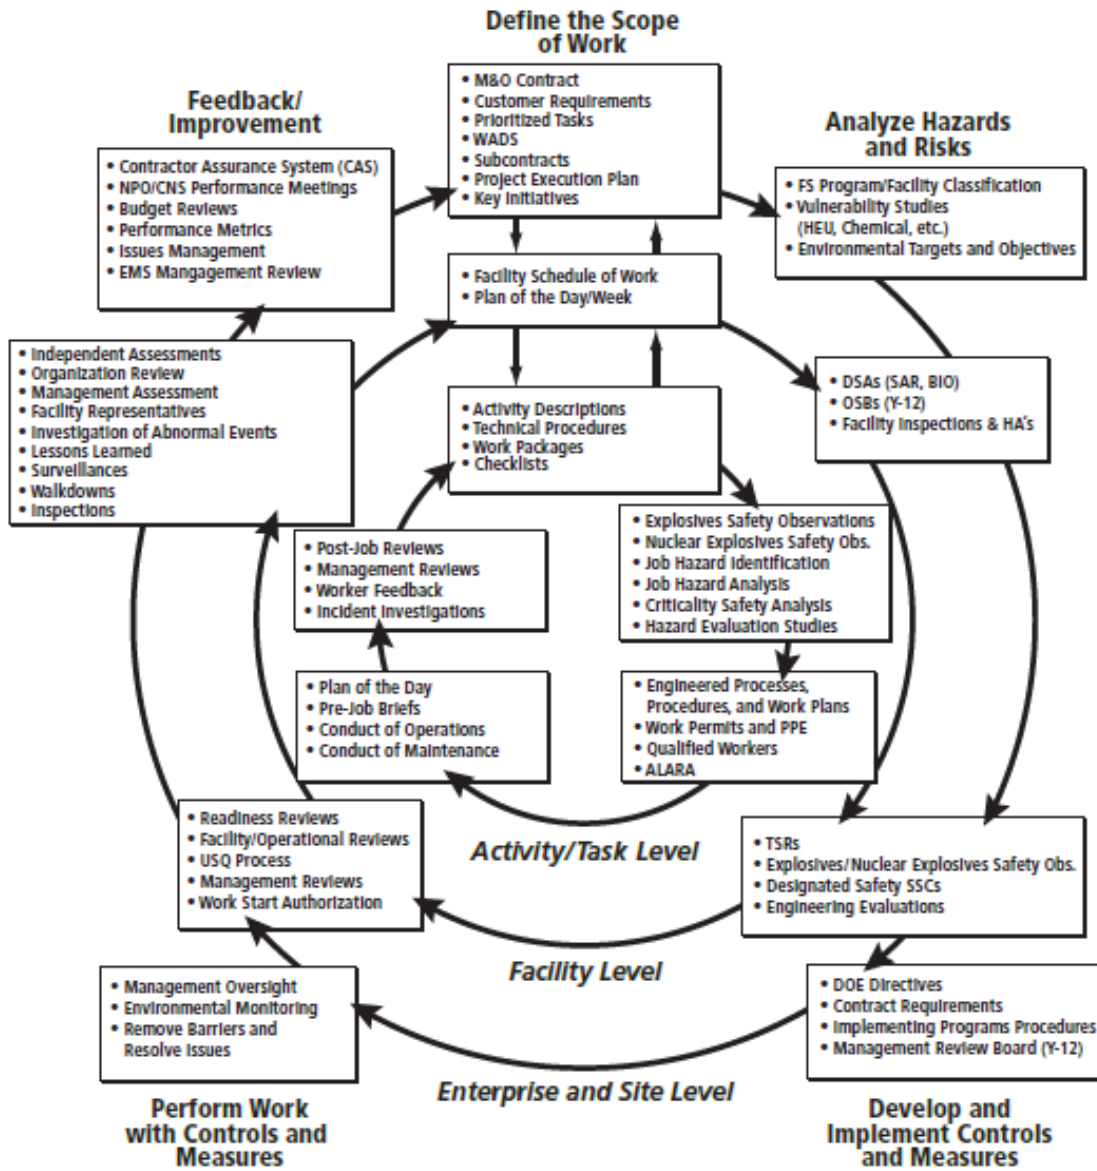 Define the Scope
of Work
• M&O Contract
• Customer Requirements
• Prioritized Tasks
• WADS
• Subcontracts
• Project Execution Plan
• Key Initiatives
Feedback/
Improvement
• Contractor Assurance System (CAS)
• NPO/CNS Performance Meetings
• Budget Reviews
• Performance Metrics
• Issues Management
• EMS Mangagement Review
Analyze Hazards
and Risks
• FS Program/Facility Classification
• Vulnerability Studies
(HEU, Chemical, etc.)
• Environmental Targets and Objectives
• Facility Schedule of Work
• Plan of the Day/Week
• Independent Assessments
• Organization Review
• Management Assessment
• Facility Representatives
• Investigation of Abnormal Events
• Lessons Learned
• Surveillances
• Walkdowns
• Inspections
• DSAs (SAR, BIO)
• OSBs (Y-12)
• Facility Inspections & HA's
• Activity Descriptions
• Technical Procedures
• Work Packages
• Checklists
• Post-Job Reviews
• Management Reviews
• Worker Feedback
• Incident Investigations
• Explosives Safety Observations
• Nuclear Explosives Safety Obs.
• Job Hazard Identification
• Job Hazard Analysis
• Criticality Safety Analysis
• Hazard Evaluation Studies
• Plan of the Day
• Pre-Job Briefs
• Conduct of Operations
• Conduct of Maintenance
• Engineered Processes,
Procedures, and Work Plans
• Work Permits and PPE
• Qualified Workers
• ALARA
Activity/Task Level
• Readiness Reviews
• Facility/Operational Reviews
• USQ Process
• Management Reviews
• Work Start Authorization
• TSRs
• Explosives/Nuclear Explosives Safety Obs.
• Designated Safety SSCs
• Engineering Evaluations
Facility Level
• Management Oversight
• Environmental Monitoring
• Remove Barriers and
Resolve Issues
• DOE Directives
• Contract Requirements
• Implementing Programs Procedures
• Management Review Board (Y-12)
Enterprise and Site Level
Perform Work
with Controls and
Measures
Develop and
Implement Controls
and Measures